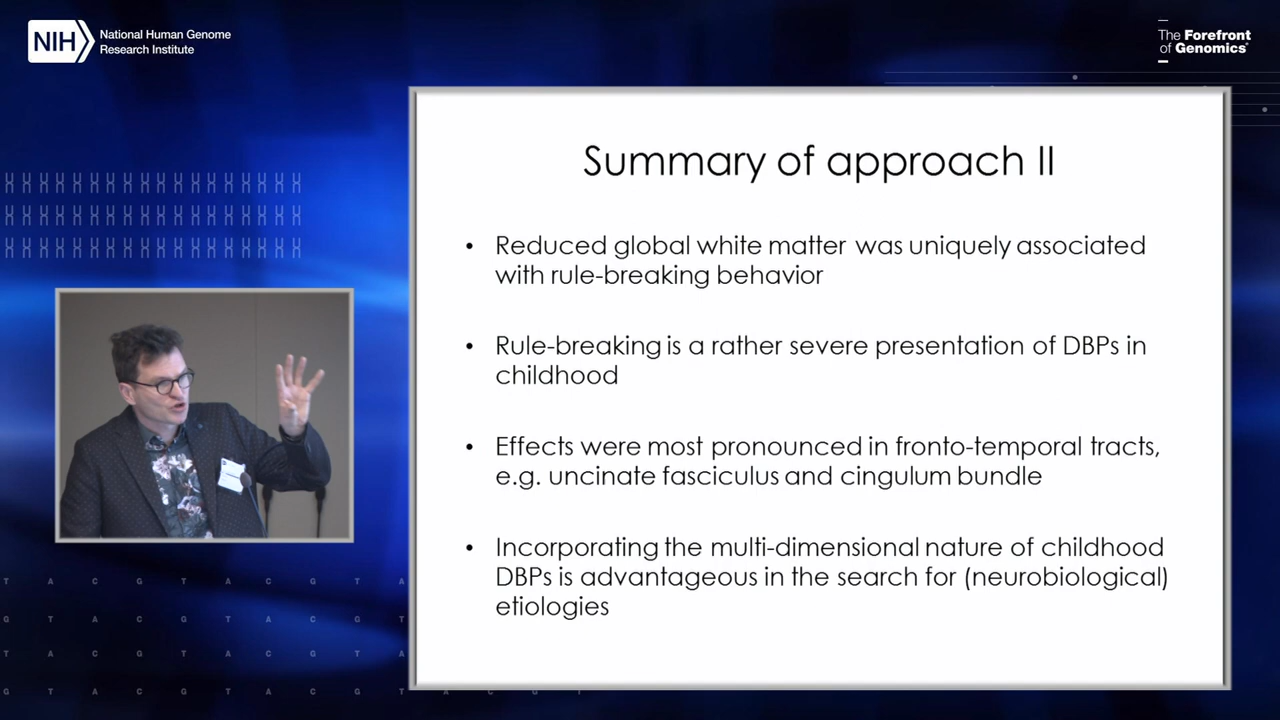 NIH
National Human Genome
Research Institute
The Forefront
of Genomics®
Summary of approach II
• Reduced global white matter was uniquely associated
with rule-breaking behavior
• Rule-breaking is a rather severe presentation of DBPs in
childhood
• Effects were most pronounced in fronto-temporal tracts,
e.g. uncinate fasciculus and cingulum bundle
• Incorporating the multi-dimensional nature of childhood
DBPs is advantageous in the search for (neurobiological)
etiologies
T A C G T A C G T A
G T A C G T A C G T
T A C G T A C G T A
G T A C G T A C G T A C G T